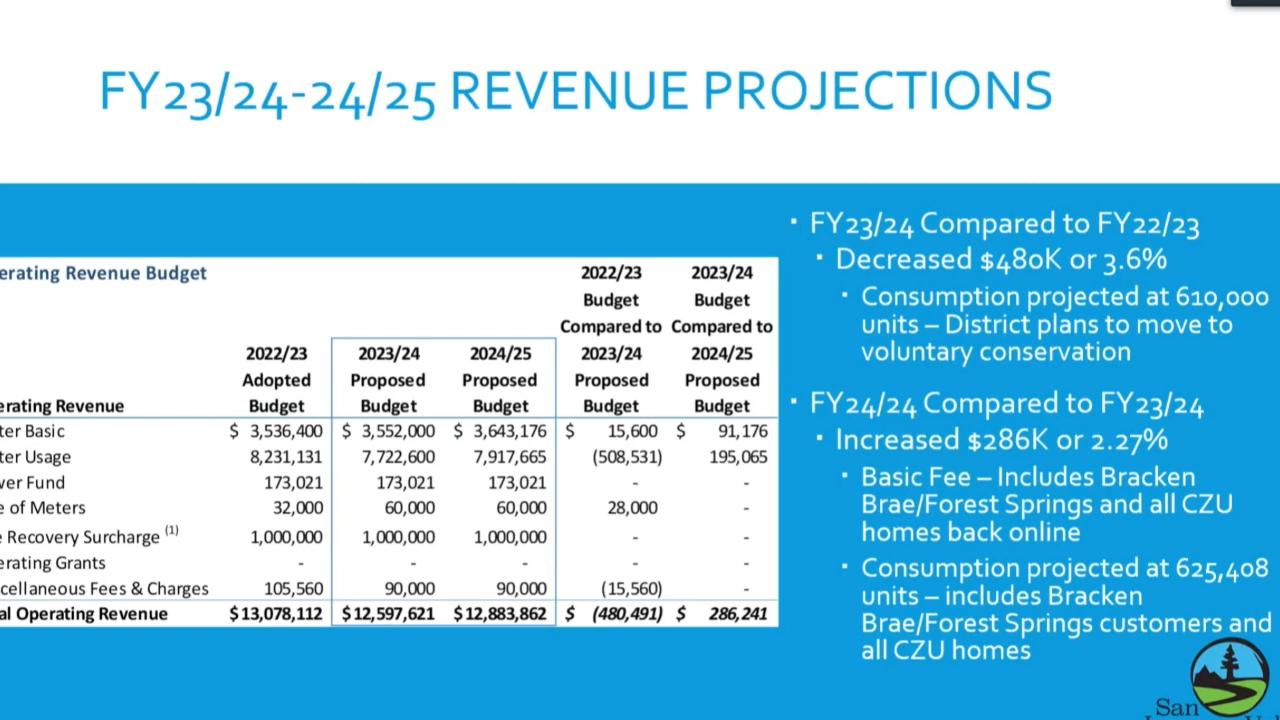 FY23/24-24/25 REVENUE PROJECTIONS
erating Revenue Budget
2022/23 2023/24
Budget Budget
Compared to Compared to
2022/23 2023/24 2024/25 2023/24 2024/25
Adopted Proposed Proposed Proposed Proposed
erating Revenue Budget Budget Budget Budget Budget
ter Basic $ 3,536,400 $ 3,552,000 $ 3,643,176 $ 15,600 $ 91,176
ter Usage 8,231,131 7,722,600 7,917,665 (508,531) 195,065
ver Fund 173,021 173,021 173,021 - -
e of Meters 32,000 60,000 60,000 28,000 -
e Recovery Surcharge (1) 1,000,000 1,000,000 1,000,000 - -
erating Grants - - - - -
cellaneous Fees & Charges 105,560 90,000 90,000 (15,560) -
al Operating Revenue $13,078,112 $12,597,621 $12,883,862 $ (480,491) $ 286,241
▪ FY23/24 Compared to FY22/23
▪ Decreased $480K or 3.6%
▪ Consumption projected at 610,000
units – District plans to move to
voluntary conservation
▪ FY24/24 Compared to FY23/24
▪ Increased $286K or 2.27%
▪ Basic Fee – Includes Bracken
Brae/Forest Springs and all CZU
homes back online
▪ Consumption projected at 625,408
units – includes Bracken
Brae/Forest Springs customers and
all CZU homes
San